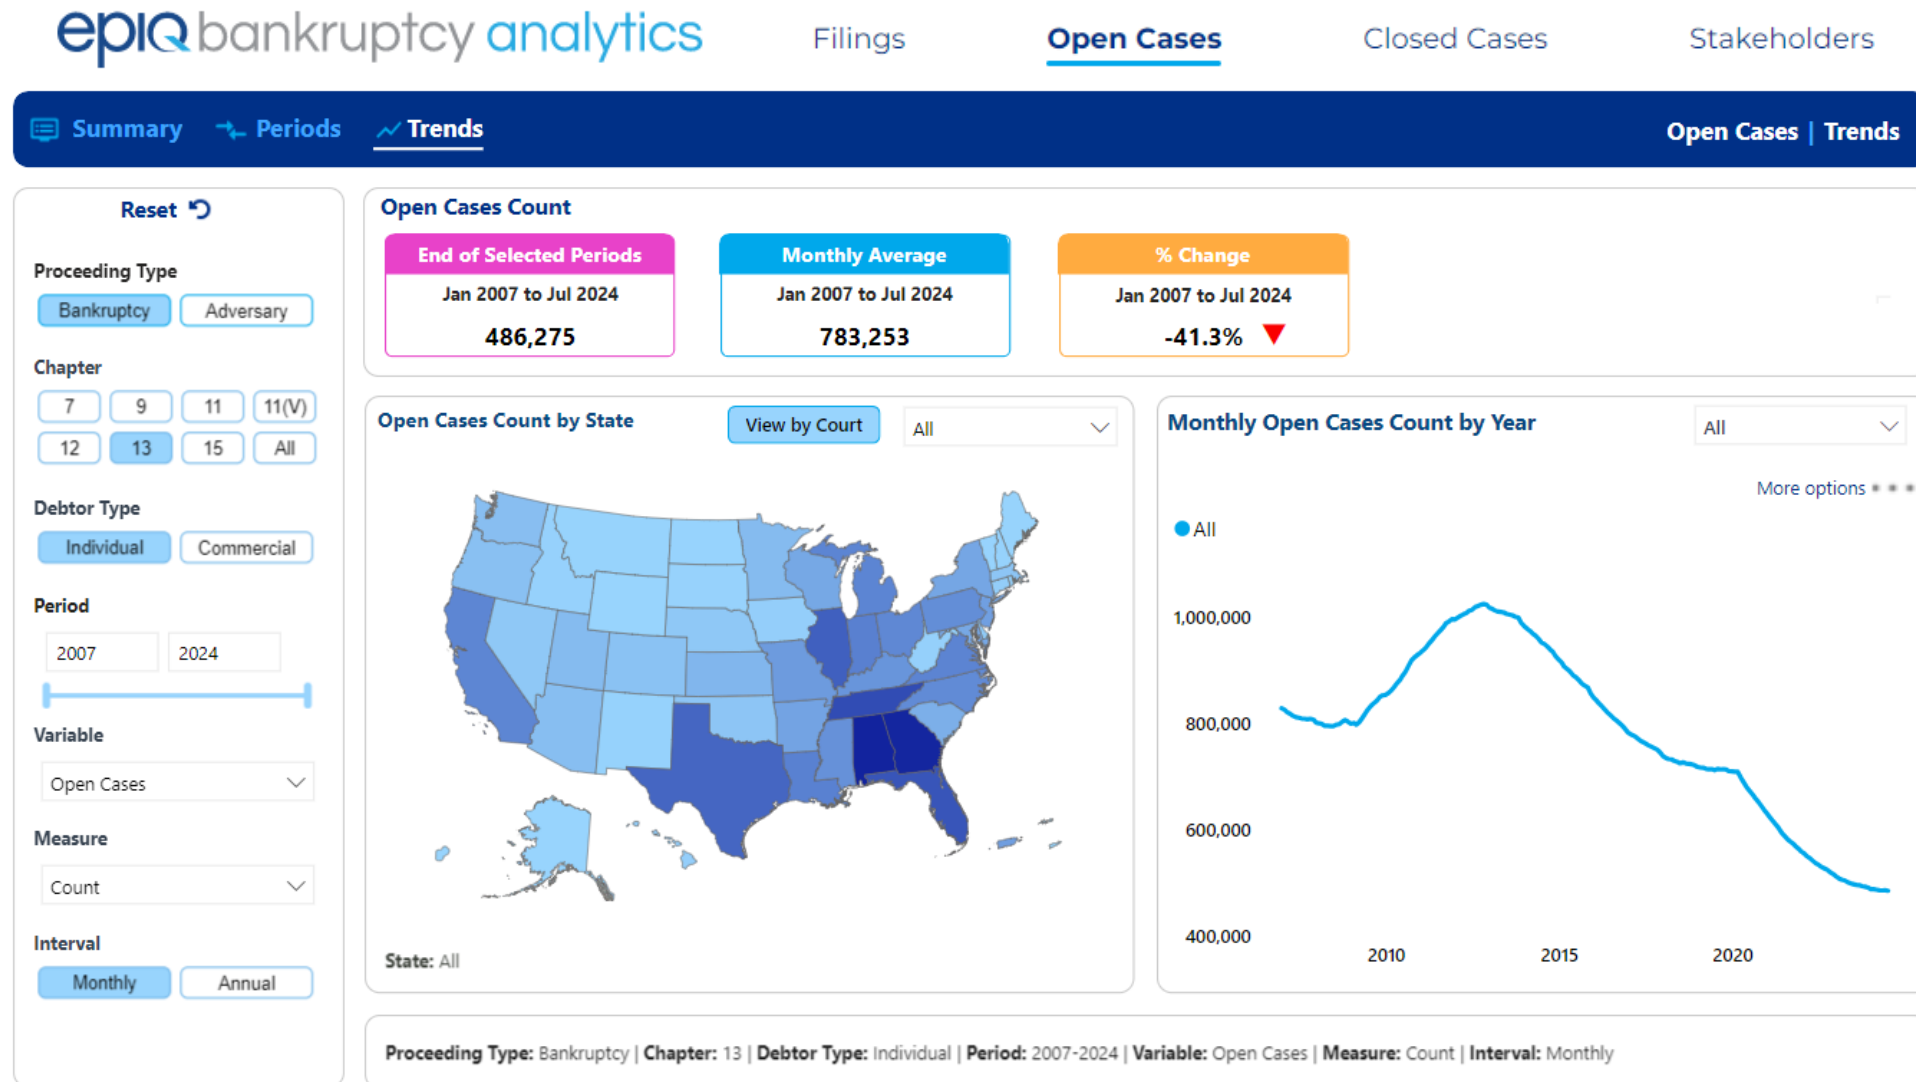 epIQ bankruptcy analytics
Filings
Open Cases
Closed Cases
Stakeholders
Summary
Periods
Trends
Open Cases | Trends
Reset
Proceeding Type
Bankruptcy
Adversary
Chapter
7
9
11
11(V)
12
13
15
All
Debtor Type
Individual
Commercial
Period
2007
2024
Variable
Open Cases
Measure
Count
Interval
Monthly
Annual
Open Cases Count
End of Selected Periods
Jan 2007 to Jul 2024
486,275
Monthly Average
Jan 2007 to Jul 2024
783,253
% Change
Jan 2007 to Jul 2024
-41.3%
Open Cases Count by State
View by Court
All
State: All
Monthly Open Cases Count by Year
All
More options
All
1,000,000
800,000
600,000
400,000
2010
2015
2020
Proceeding Type: Bankruptcy | Chapter: 13 | Debtor Type: Individual | Period: 2007-2024 | Variable: Open Cases | Measure: Count | Interval: Monthly